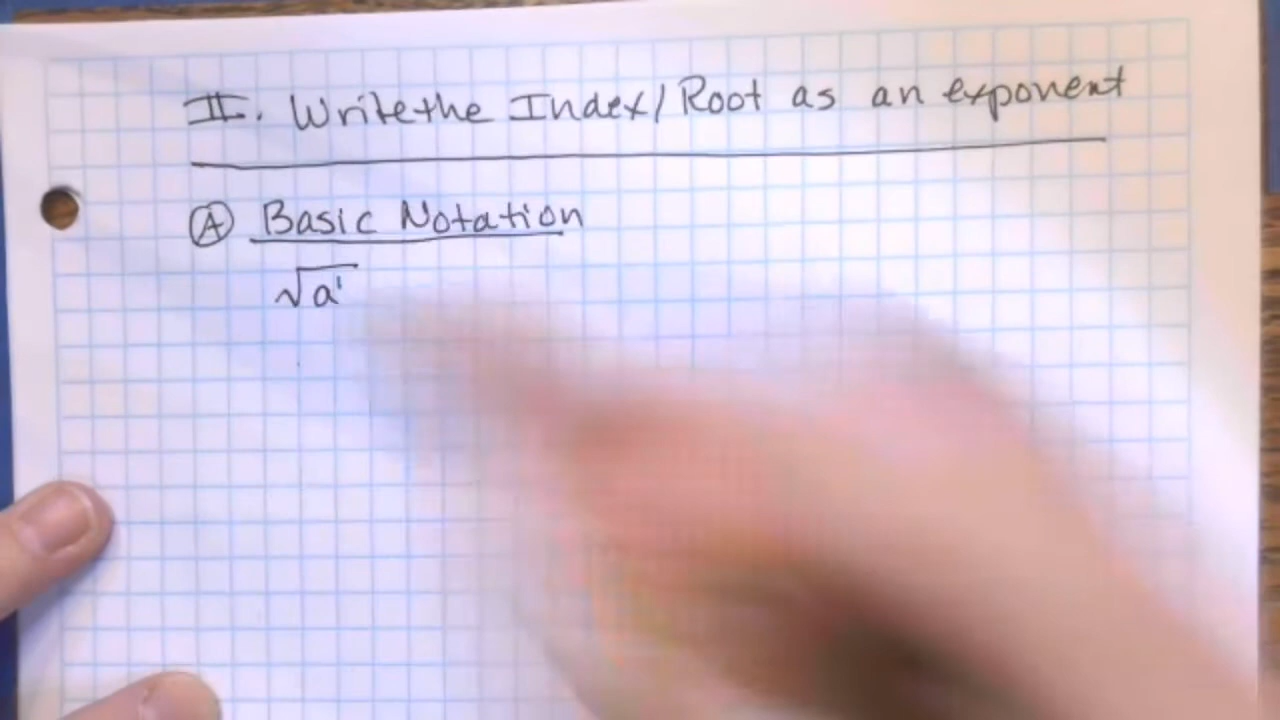 II. Write the Index/Root as an exponent
Ⓐ Basic Notation
√a¹